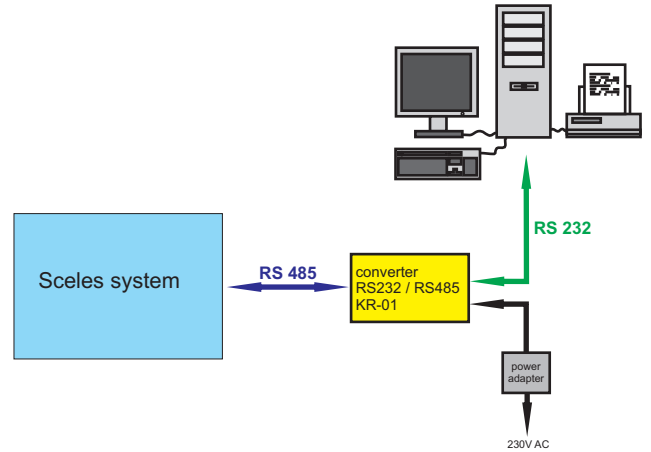 RS 232
Sceles system
RS 485
converter
RS232 / RS485
KR-01
power
adapter
230V AC